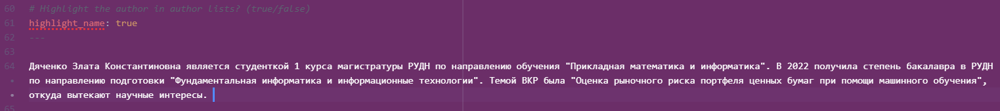 60 # Highlight the author in author lists? (true/false)
61 highlight_name: true
62 ---
63
64 Дяченко Злата Константиновна является студенткой 1 курса магистратуры РУДН по направлению обучения "Прикладная математика и информатика". В 2022 получила степень бакалавра в РУДН
• по направлению подготовки "Фундаментальная информатика и информационные технологии". Темой ВКР была "Оценка рыночного риска портфеля ценных бумаг при помощи машинного обучения",
• откуда вытекают научные интересы.
65